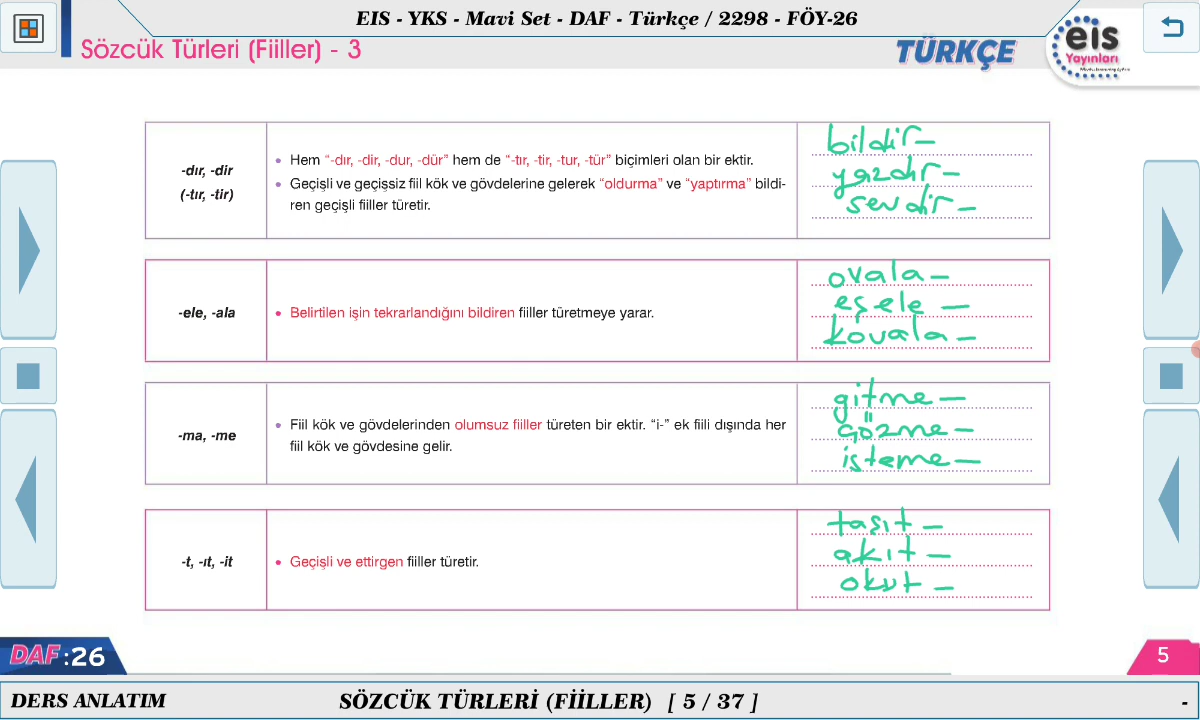 EIS - YKS - Mavi Set - DAF - Türkçe / 2298 - FÖY-26
Sözcük Türleri (Fiiller) - 3
TÜRKÇE
eis
Yayınları
-dır, -dir
(-tır, -tir)
• Hem “-dır, -dir, -dur, -dür” hem de “-tır, -tir, -tur, -tür” biçimleri olan bir ektir.
• Geçişli ve geçişsiz fiil kök ve gövdelerine gelerek “oldurma” ve “yaptırma” bildi-
ren geçişli fiiller türetir.
bildir-
yazdır-
sevdir-
-ele, -ala
• Belirtilen işin tekrarlandığını bildiren fiiller türetmeye yarar.
ovala-
eşele-
kovala-
-ma, -me
• Fiil kök ve gövdelerinden olumsuz fiiller türeten bir ektir. “i-” ek fiili dışında her
fiil kök ve gövdesine gelir.
gitme-
çözme-
isteme-
-t, -ıt, -it
• Geçişli ve ettirgen fiiller türetir.
taşıt-
akıt-
okut-
DAF:26
5
DERS ANLATIM
SÖZCÜK TÜRLERİ (FİİLLER) [ 5 / 37 ]
-